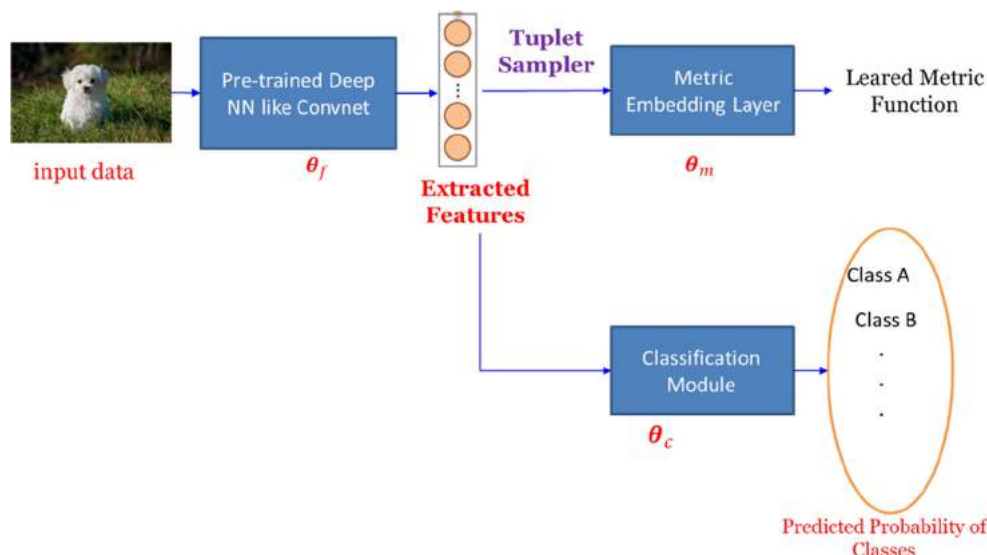 Pre-trained Deep
NN like Convnet
Tuplet
Sampler
Metric
Embedding Layer
Leared Metric
Function
input data
θf
θm
Extracted
Features
Class A
Class B
Classification
Module
θc
Predicted Probability of
Classes